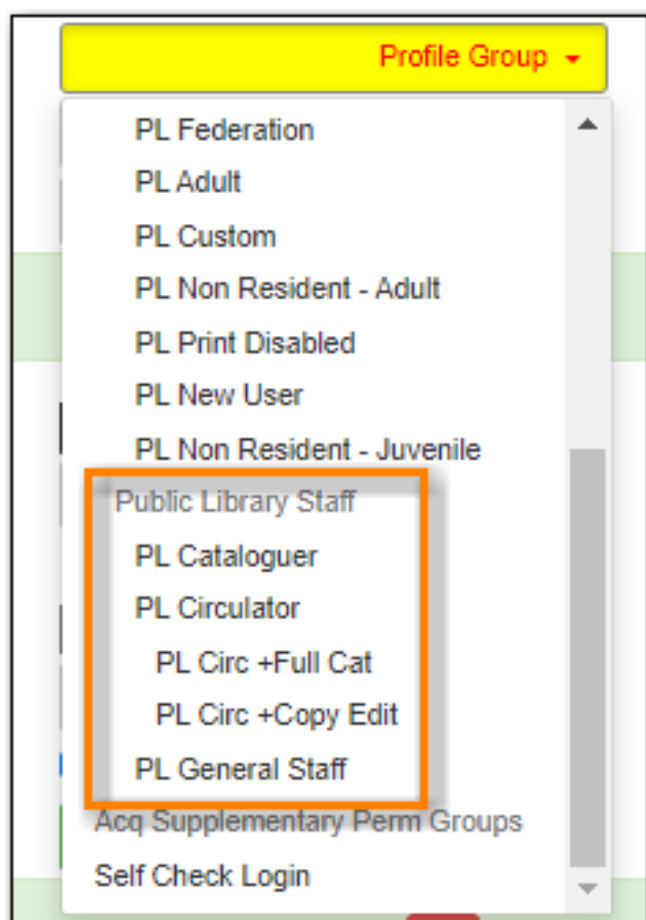 Profile Group
PL Federation
PL Adult
PL Custom
PL Non Resident - Adult
PL Print Disabled
PL New User
PL Non Resident - Juvenile
Public Library Staff
PL Cataloguer
PL Circulator
PL Circ +Full Cat
PL Circ +Copy Edit
PL General Staff
Acq Supplementary Perm Groups
Self Check Login